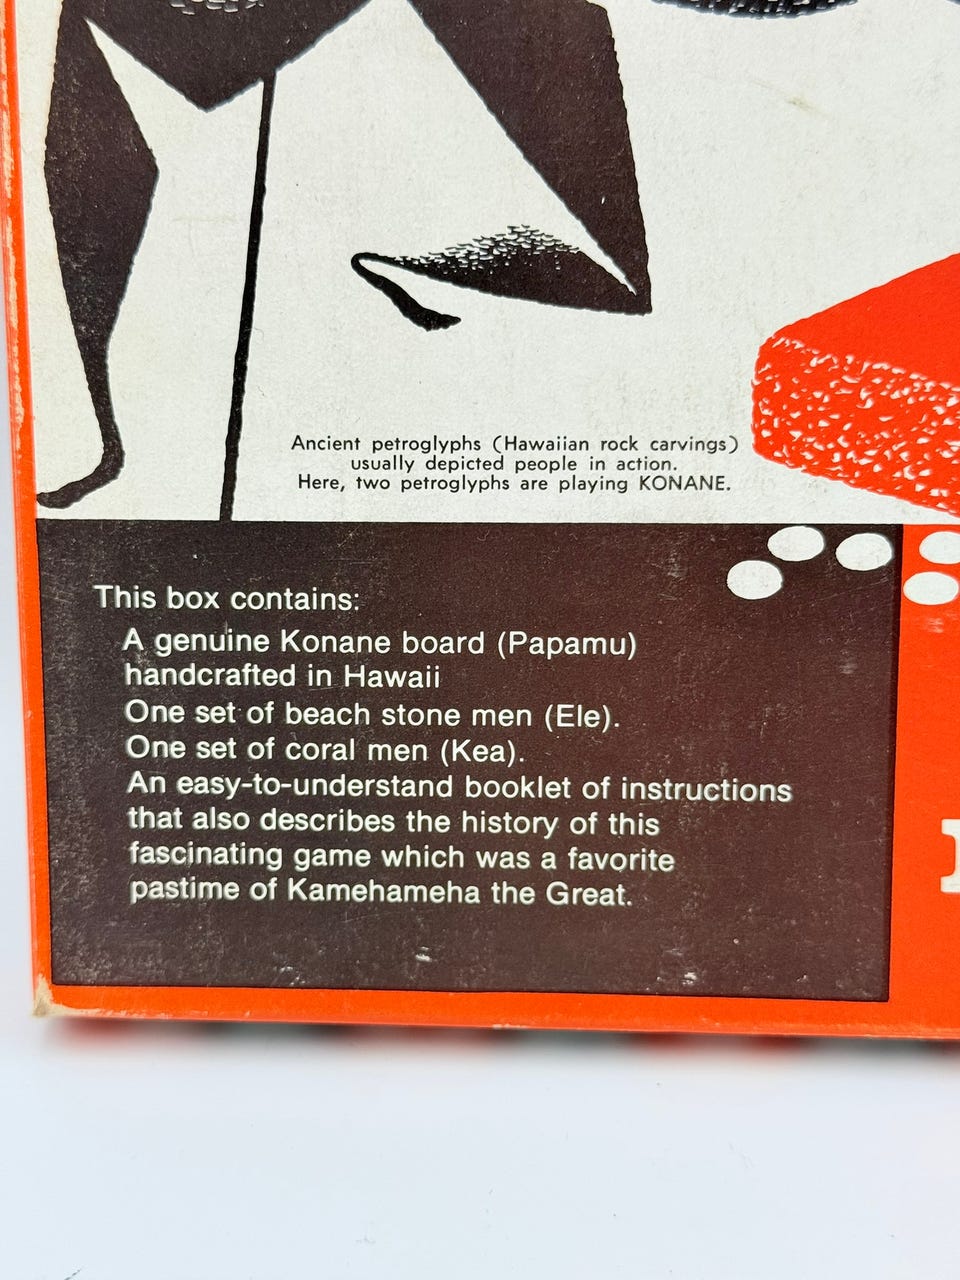 Ancient petroglyphs (Hawaiian rock carvings)
usually depicted people in action.
Here, two petroglyphs are playing KONANE.
This box contains:
A genuine Konane board (Papamu)
handcrafted in Hawaii
One set of beach stone men (Ele).
One set of coral men (Kea).
An easy-to-understand booklet of instructions
that also describes the history of this
fascinating game which was a favorite
pastime of Kamehameha the Great.